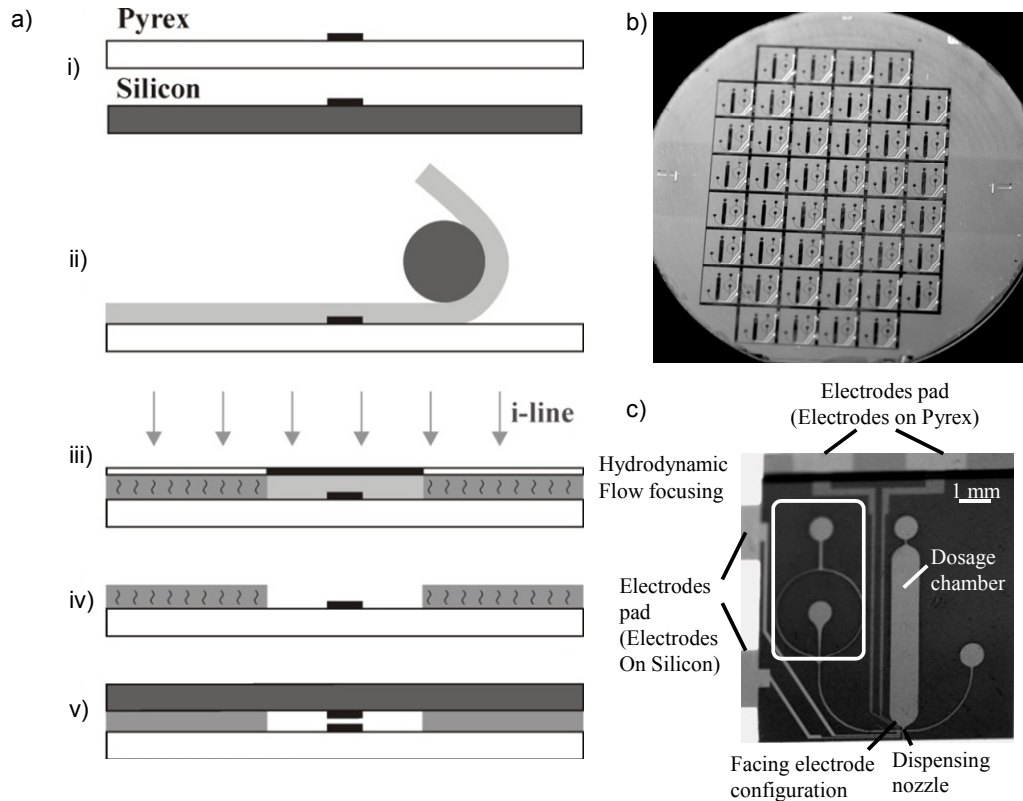 a)
Pyrex
i)
Silicon
ii)
i-line
iii)
iv)
v)
b)
c)
Electrodes pad
(Electrodes on Pyrex)
Hydrodynamic
Flow focusing
1 mm
Dosage
chamber
Electrodes
pad
(Electrodes
On Silicon)
Facing electrode
configuration
Dispensing
nozzle